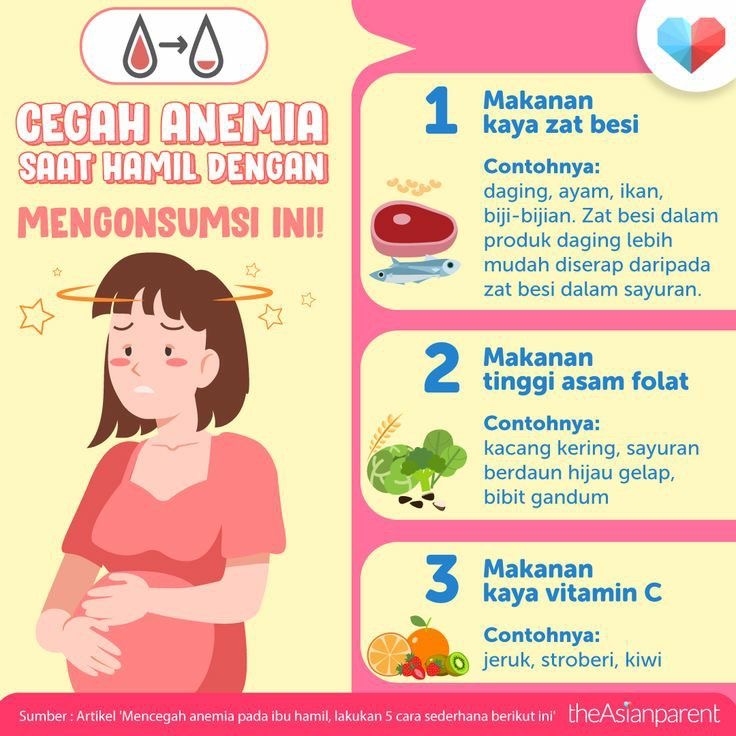 CEGAH ANEMIA
SAAT HAMIL DENGAN
MENGONSUMSI INI!
1
Makanan
kaya zat besi
Contohnya:
daging, ayam, ikan,
biji-bijian. Zat besi dalam
produk daging lebih
mudah diserap daripada
zat besi dalam sayuran.
2
Makanan
tinggi asam folat
Contohnya:
kacang kering, sayuran
berdaun hijau gelap,
bibit gandum
3
Makanan
kaya vitamin C
Contohnya:
jeruk, stroberi, kiwi
Sumber : Artikel 'Mencegah anemia pada ibu hamil, lakukan 5 cara sederhana berikut ini'
theAsianparent